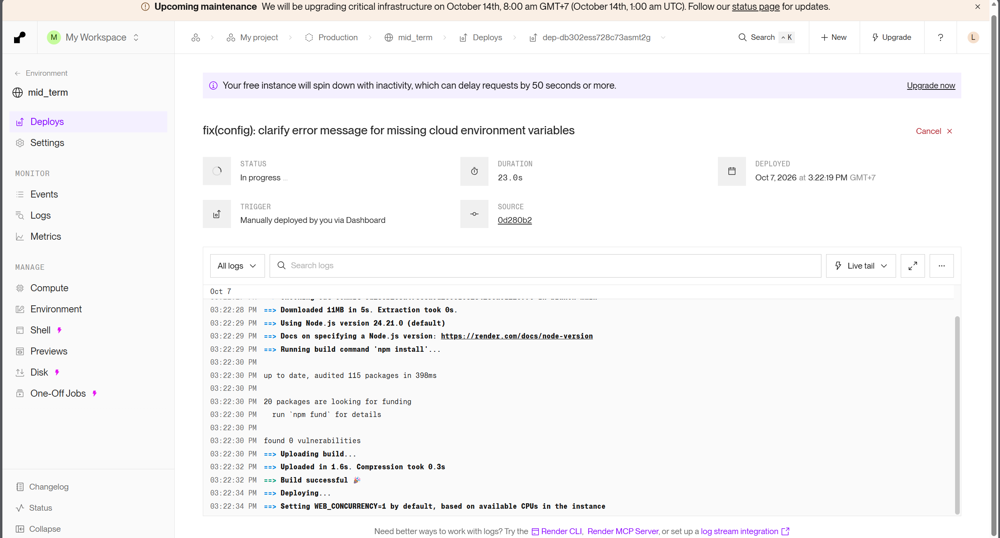 Upcoming maintenance We will be upgrading critical infrastructure on October 14th, 8:00 am GMT+7 (October 14th, 1:00 am UTC). Follow our status page for updates.
M My Workspace
My project
Production
mid_term
Deploys
dep-db302ess728c73asmt2g
Search ^ K
+ New
Upgrade
?
L
← Environment
mid_term
Deploys
Settings
MONITOR
Events
Logs
Metrics
MANAGE
Compute
Environment
Shell
Previews
Disk
One-Off Jobs
Changelog
Status
Collapse
Your free instance will spin down with inactivity, which can delay requests by 50 seconds or more.
Upgrade now
fix(config): clarify error message for missing cloud environment variables
Cancel
STATUS
In progress ...
DURATION
23.0s
DEPLOYED
Oct 7, 2026 at 3:22:19 PM GMT+7
TRIGGER
Manually deployed by you via Dashboard
SOURCE
0d280b2
All logs
Search logs
Live tail
...
Oct 7
03:22:28 PM ==> Downloaded 11MB in 5s. Extraction took 0s.
03:22:29 PM ==> Using Node.js version 24.21.0 (default)
03:22:29 PM ==> Docs on specifying a Node.js version: https://render.com/docs/node-version
03:22:29 PM ==> Running build command 'npm install'...
03:22:30 PM
03:22:30 PM up to date, audited 115 packages in 398ms
03:22:30 PM
03:22:30 PM 20 packages are looking for funding
03:22:30 PM run `npm fund` for details
03:22:30 PM
03:22:30 PM found 0 vulnerabilities
03:22:30 PM ==> Uploading build...
03:22:32 PM ==> Uploaded in 1.6s. Compression took 0.3s
03:22:32 PM ==> Build successful 🎉
03:22:34 PM ==> Deploying...
03:22:34 PM ==> Setting WEB_CONCURRENCY=1 by default, based on available CPUs in the instance
Need better ways to work with logs? Try the Render CLI, Render MCP Server, or set up a log stream integration